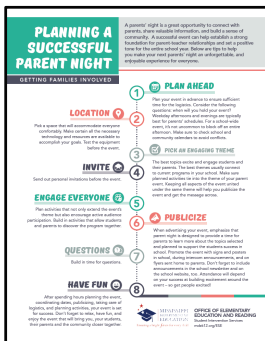 PLANNING A
SUCCESSFUL
PARENT NIGHT
GETTING FAMILIES INVOLVED
A parents' night is a great opportunity to connect with
parents, share valuable information, and build a sense of
community. A successful event can help establish a strong
foundation for parent-teacher relationships and set a positive
tone for the entire school year. Below are tips to help
you make your next parents' night an unforgettable, and
enjoyable experience for everyone.
1
PLAN AHEAD
Plan your event in advance to ensure sufficient
time for the logistics. Consider the following
questions: when will you hold your event?
Weekday afternoons and evenings are typically
best for parents' schedules. For a school-wide
event, it's not uncommon to block off an entire
afternoon. Make sure to check school and
community calendars to avoid conflicts.
LOCATION
2
Pick a space that will accommodate everyone
comfortably. Make certain all the necessary
technology and resources are available to
accomplish your goals. Test the equipment
before the event.
3
PICK AN ENGAGING THEME
The best topics excite and engage students and
their parents. The best themes usually connect
to current programs in your school. Make sure
planned activities tie into the theme of your parent
event. Keeping all aspects of the event united
under the same theme will help you publicize the
event and get the message across.
INVITE
4
Send out personal invitations before the event.
ENGAGE EVERYONE
5
Plan activities that not only extend the event's
theme but also encourage active audience
participation. Build in activities that allow students
and parents to discover the program together.
6
PUBLICIZE
When advertising your event, emphasize that
parent night is designed to provide a time for
parents to learn more about the topics selected
and planned to support the students success in
school. Promote the event with signs and posters
in school, during intercom announcements, and on
flyers sent home to parents. Don't forget to include
announcements in the school newsletter and on
the school website, too. Attendance will depend
on your success at building excitement around the
event – so get people excited!
QUESTIONS
7
Build in time for questions.
HAVE FUN
8
After spending hours planning the event,
coordinating dates, publicizing, taking care of
logistics, and planning activities, your event is set
for success. Don't forget to relax, have fun, and
enjoy the event that will bring you, your students,
their parents and the community closer together.
MISSISSIPPI
DEPARTMENT OF
EDUCATION
OFFICE OF ELEMENTARY
EDUCATION AND READING
Student Intervention Services